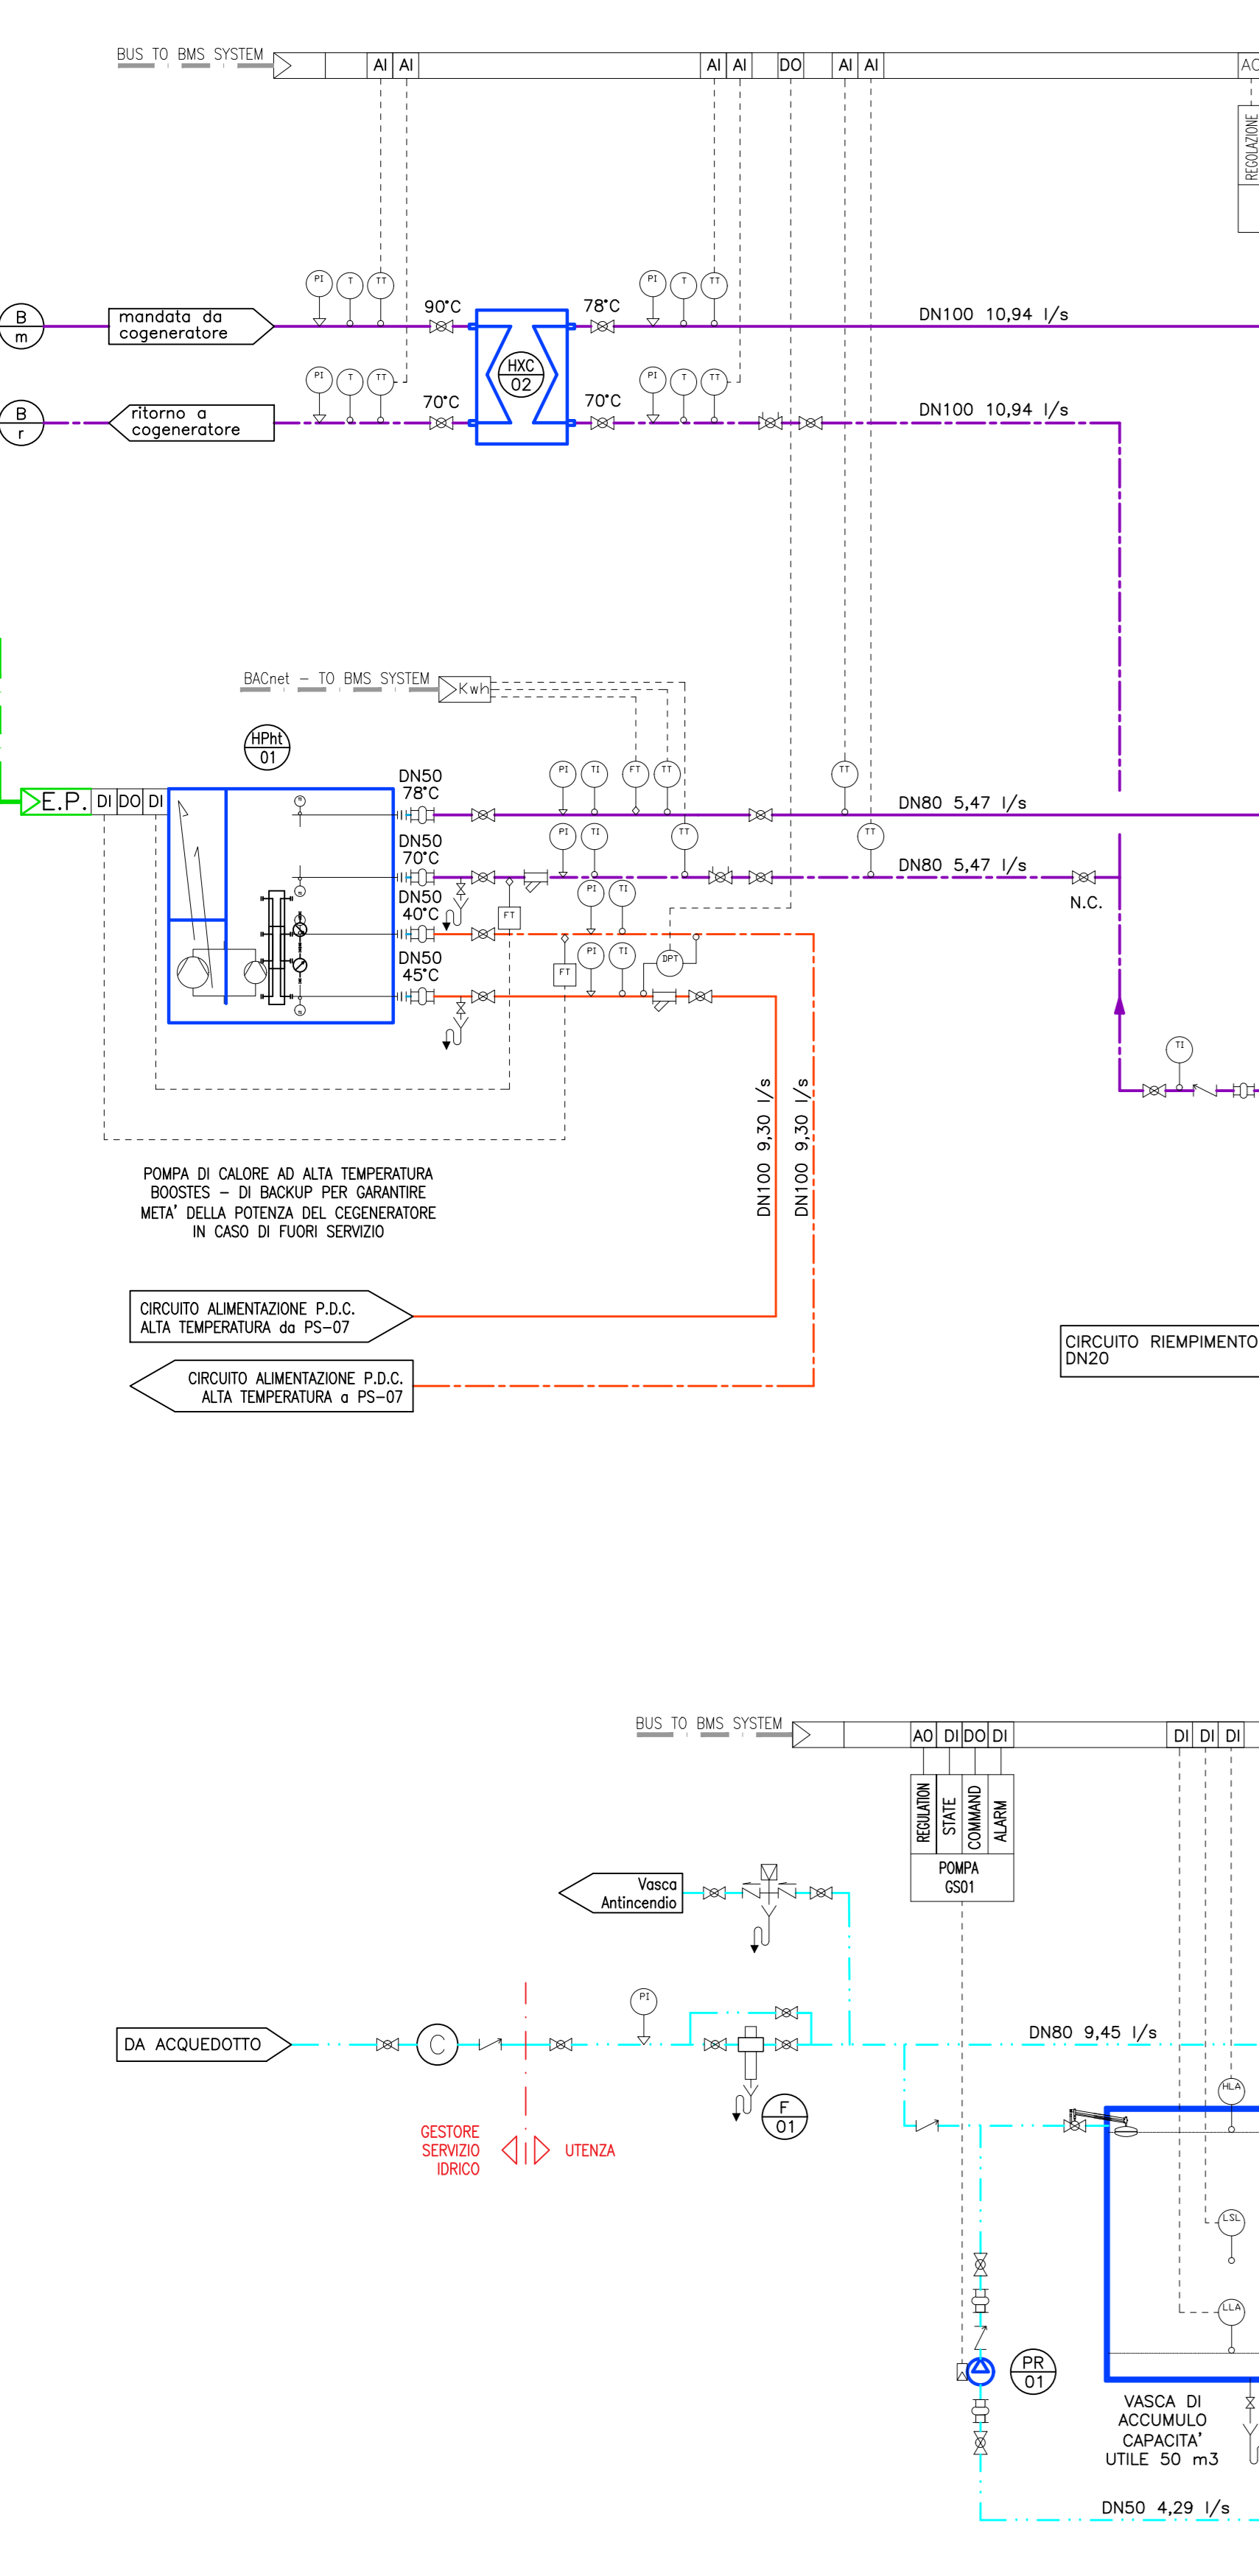 BUS TO BMS SYSTEM
AI AI
AI AI
DO
AI AI
REGOLAZIONE
PI T TT
PI T TT
B
m
mandata da
cogeneratore
90°C
78°C
DN100 10,94 l/s
HXC
02
PI T TT
PI T TT
B
r
ritorno a
cogeneratore
70°C
70°C
DN100 10,94 l/s
BACnet - TO BMS SYSTEM
Kwh
HPht
01
E.P.
DI DO DI
DN50
78°C
PI TI FT TT
TT
DN80 5,47 l/s
DN50
70°C
PI TI TT
TT
DN80 5,47 l/s
N.C.
DN50
40°C
FT
PI TI
DN50
45°C
FT
PI TI DPT
TI
DN100 9,30 l/s
DN100 9,30 l/s
POMPA DI CALORE AD ALTA TEMPERATURA
BOOSTES - DI BACKUP PER GARANTIRE
META' DELLA POTENZA DEL CEGENERATORE
IN CASO DI FUORI SERVIZIO
CIRCUITO ALIMENTAZIONE P.D.C.
ALTA TEMPERATURA da PS-07
CIRCUITO ALIMENTAZIONE P.D.C.
ALTA TEMPERATURA a PS-07
CIRCUITO RIEMPIMENTO
DN20
BUS TO BMS SYSTEM
AO DI DO DI
DI DI DI
REGULATION
STATE
COMMAND
ALARM
POMPA
GS01
Vasca
Antincendio
PI
DA ACQUEDOTTO
C
DN80 9,45 l/s
F
01
GESTORE
SERVIZIO
IDRICO
UTENZA
HLA
LSL
LLA
PR
01
VASCA DI
ACCUMULO
CAPACITA'
UTILE 50 m3
DN50 4,29 l/s